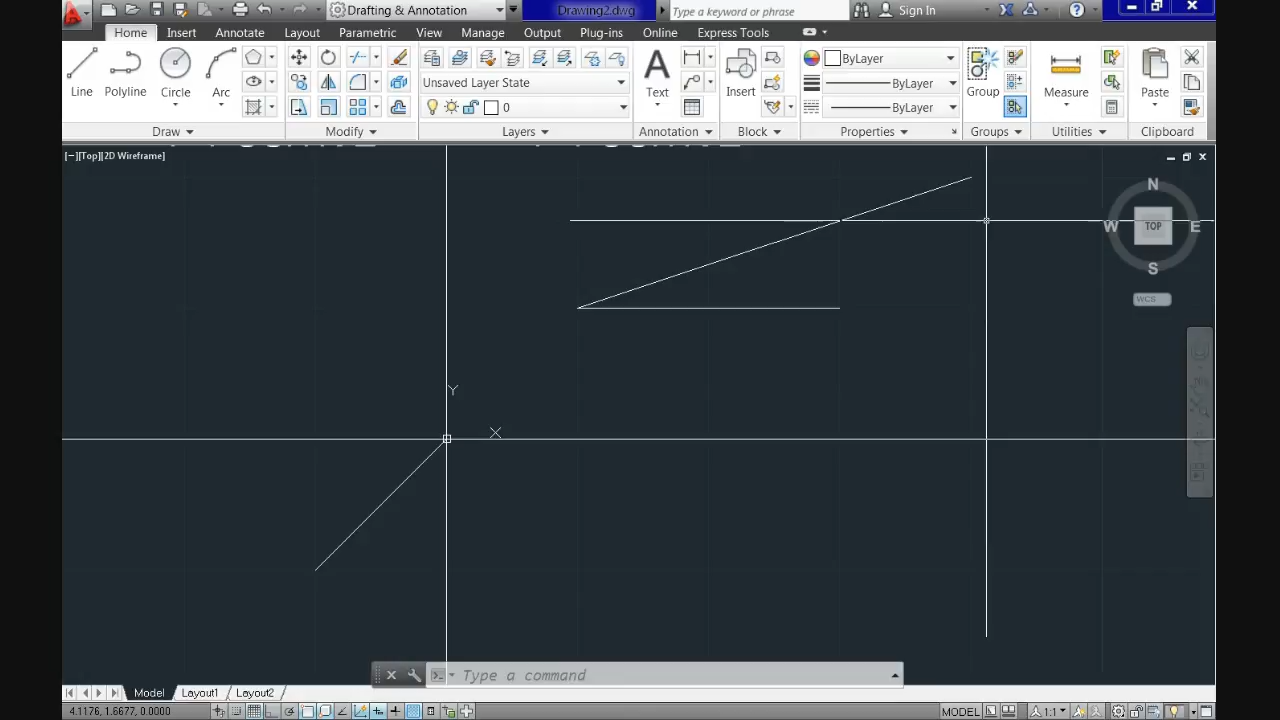 Drafting & Annotation
Drawing2.dwg
Type a keyword or phrase
Sign In
Home
Insert
Annotate
Layout
Parametric
View
Manage
Output
Plug-ins
Online
Express Tools
Line
Polyline
Circle
Arc
Unsaved Layer State
0
Text
Insert
ByLayer
ByLayer
ByLayer
Group
Measure
Paste
Draw
Modify
Layers
Annotation
Block
Properties
Groups
Utilities
Clipboard
[−][Top][2D Wireframe]
N
W
TOP
E
S
WCS
Y
X
Type a command
Model
Layout1
Layout2
4.1176, 1.6677, 0.0000
MODEL
1:1